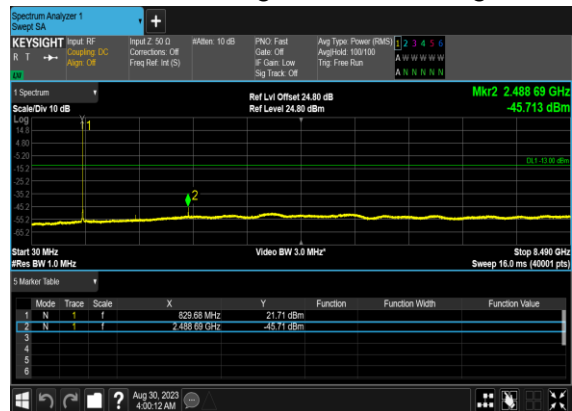 Spectrum Analyzer 1
Swept SA
+
KEYSIGHT Input: RF Input Z: 50 Ω #Atten: 10 dB PNO: Fast Avg Type: Power (RMS) 1 2 3 4 5 6
R T Coupling: DC Corrections: Off Gate: Off Avg|Hold: 100/100 A W W W W W
Align: Off Freq Ref: Int (S) IF Gain: Low Trig: Free Run A N N N N N
Sig Track: Off
1 Spectrum Ref Lvl Offset 24.80 dB Mkr2 2.488 69 GHz
Scale/Div 10 dB Ref Level 24.80 dBm -45.713 dBm
Log
14.8
4.80
-5.20
-15.2
-25.2
-35.2
-45.2
-55.2
-65.2
1
DL1 -13.00 dBm
2
Start 30 MHz Video BW 3.0 MHz* Stop 8.490 GHz
#Res BW 1.0 MHz Sweep 16.0 ms (40001 pts)
5 Marker Table
Mode Trace Scale X Y Function Function Width Function Value
1 N 1 f 829.68 MHz 21.71 dBm
2 N 1 f 2.488 69 GHz -45.71 dBm
3
4
5
6
? Aug 30, 2023
4:00:12 AM